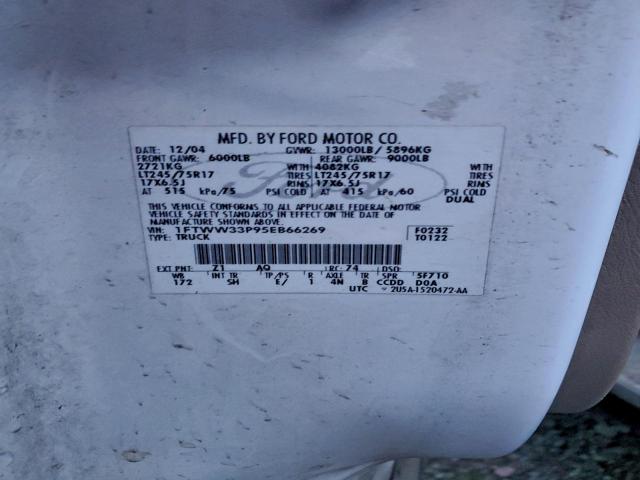 MFD. BY FORD MOTOR CO.
DATE: 12/04 GVWR: 13000LB/ 5896KG
FRONT GAWR: 6000LB REAR GAWR: 9000LB
2721KG WITH 4082KG WITH
LT245/75R17 TIRES LT245/75R17 TIRES
17X6.5J RIMS 17X6.5J RIMS
AT 515 kPa/75 PSI COLD AT 415 kPa/60 PSI COLD
DUAL
THIS VEHICLE CONFORMS TO ALL APPLICABLE FEDERAL MOTOR
VEHICLE SAFETY STANDARDS IN EFFECT ON THE DATE OF
MANUFACTURE SHOWN ABOVE.
VIN: 1FTWW33P95EB66269 F0232
TYPE: TRUCK T0122
Ford
EXT PNT: Z1 AQ RC: 74 DSO:
WB INT TR TP/PS R AXLE TR SPR 5F710
172 SH E/ 1 4N B CCDD D0A
UTC 2U5A-1520472-AA